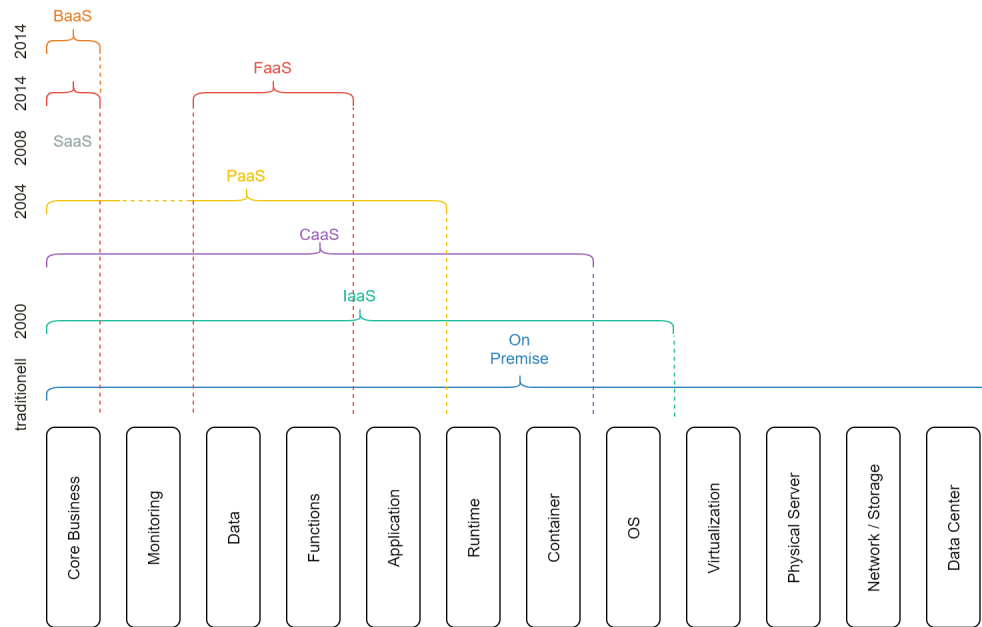 BaaS
2014
FaaS
2014
SaaS
2008
PaaS
2004
CaaS
IaaS
2000
On
Premise
traditionell
Core Business
Monitoring
Data
Functions
Application
Runtime
Container
OS
Virtualization
Physical Server
Network / Storage
Data Center